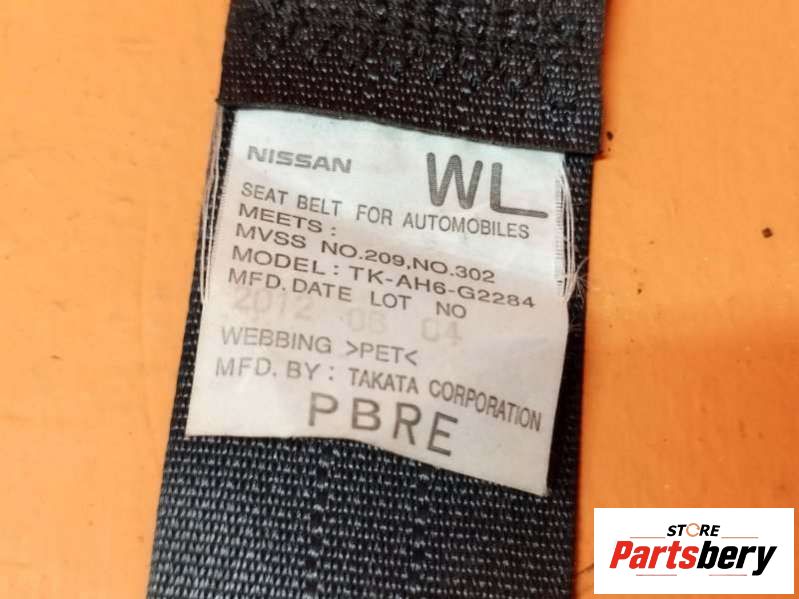 NISSAN WL
SEAT BELT FOR AUTOMOBILES
MEETS :
MVSS NO.209,NO.302
MODEL : TK-AH6-G2284
MFD. DATE LOT NO
2012 08 04
WEBBING >PET<
MFD. BY : TAKATA CORPORATION
PBRE
STORE
Partsbery